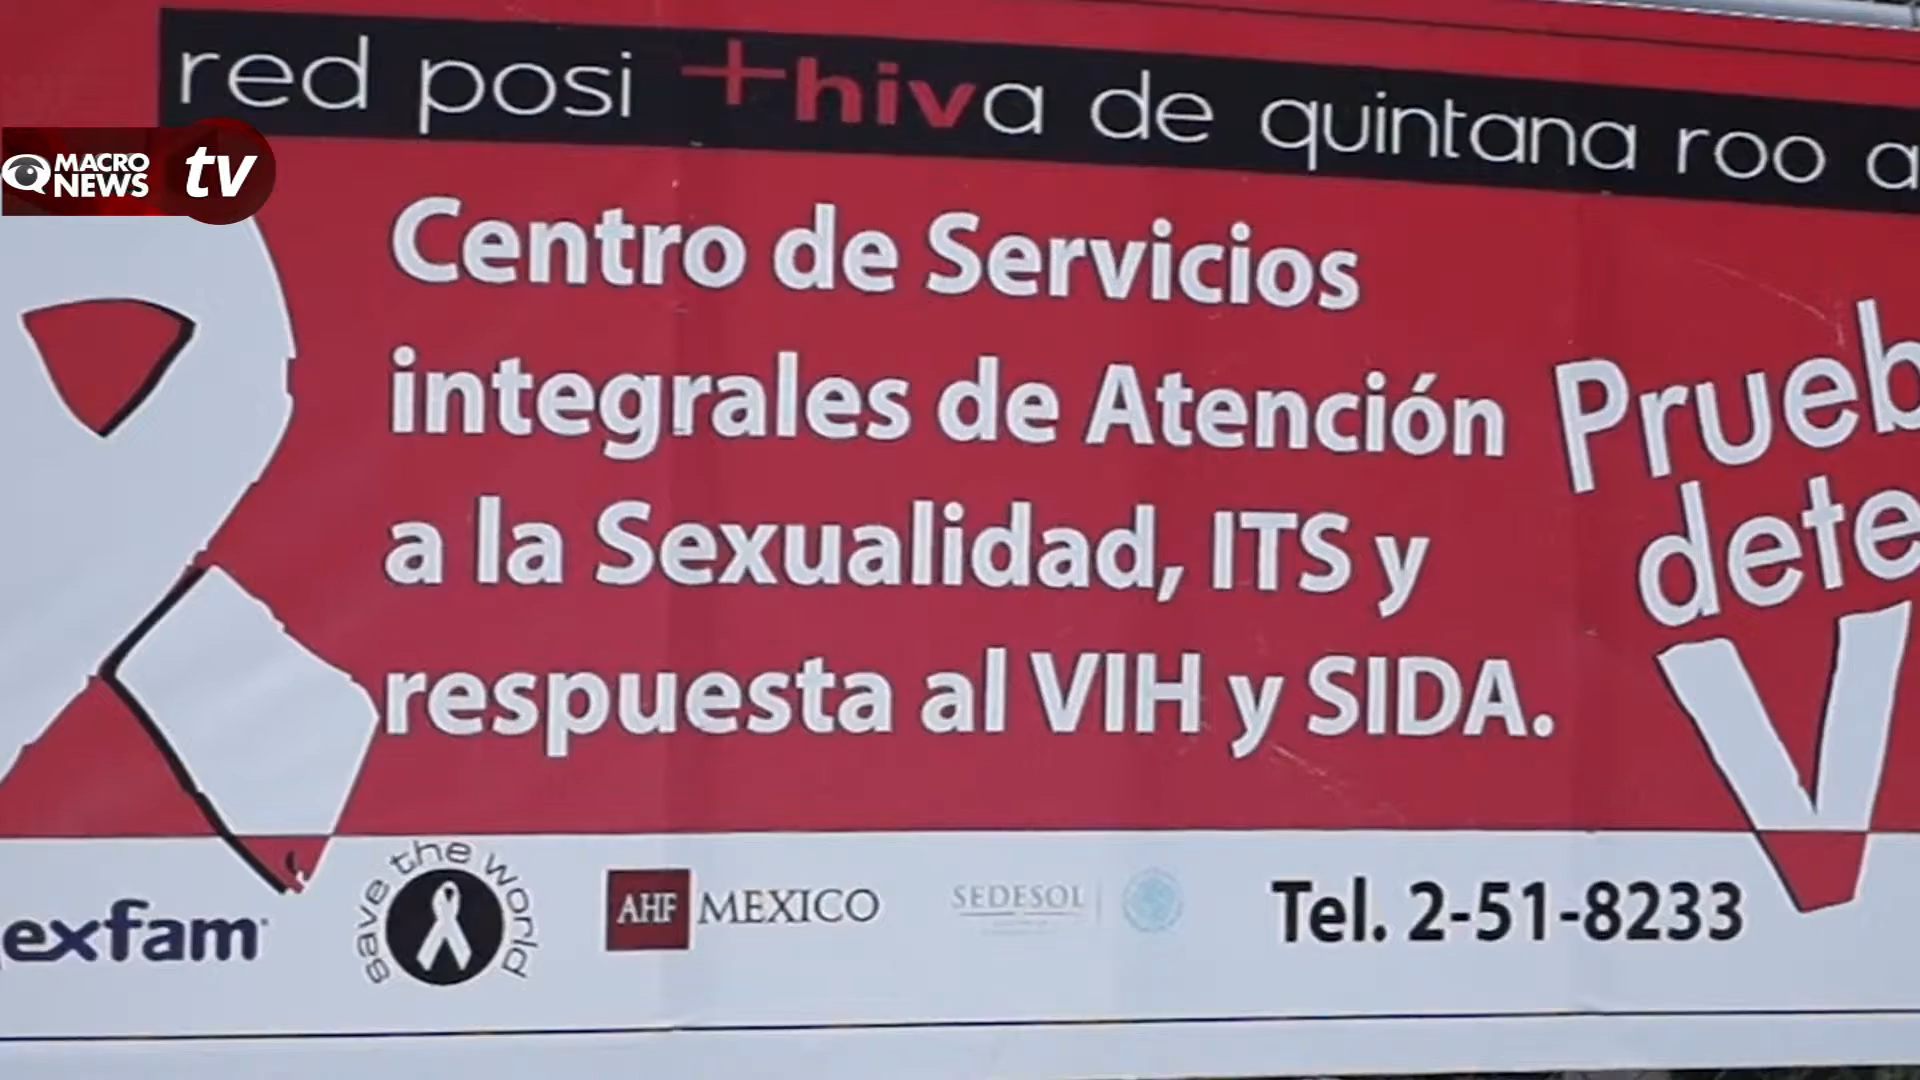 red posi +hiva de quintana roo a
MACRO NEWS tv
Centro de Servicios
integrales de Atención
a la Sexualidad, ITS y
respuesta al VIH y SIDA.
Prueb
dete
V
exfam
save the world
AHF MEXICO
SEDESOL
Tel. 2-51-8233